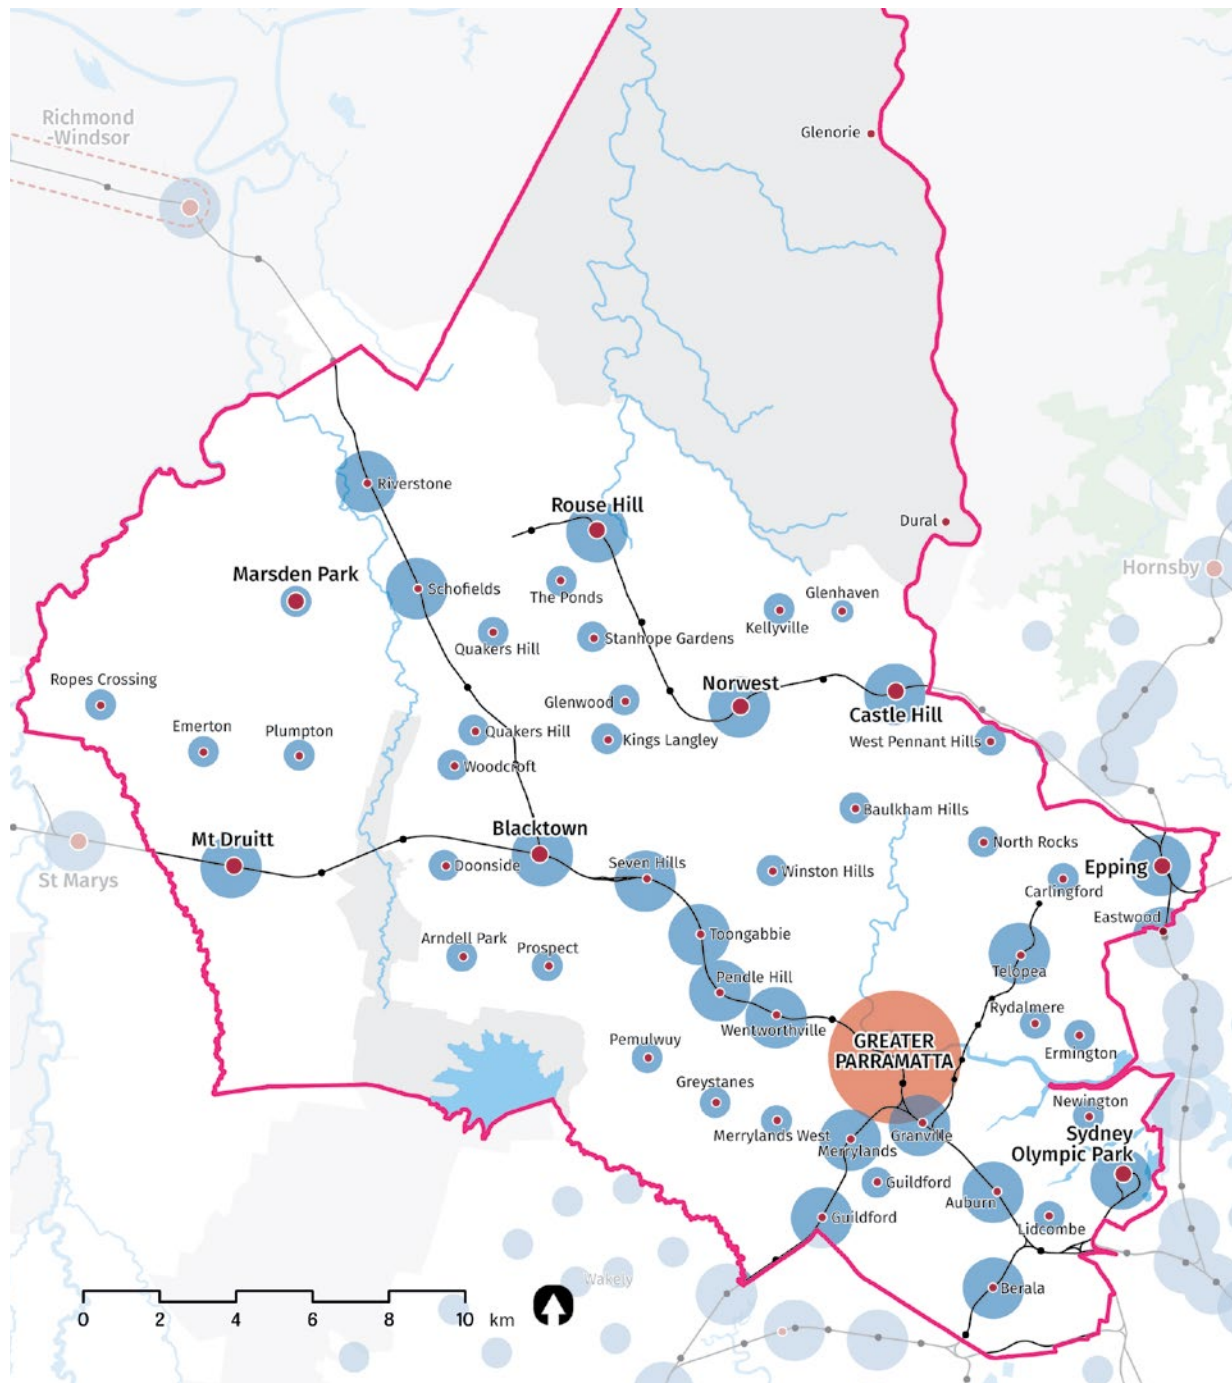 Richmond
-Windsor
Glenorie
Riverstone
Rouse Hill
Dural
Hornsby
Marsden Park
Schofields
The Ponds
Glenhaven
Kellyville
Quakers Hill
Stanhope Gardens
Ropes Crossing
Norwest
Glenwood
Castle Hill
Emerton
Plumpton
Quakers Hill
Kings Langley
West Pennant Hills
Woodcroft
Baulkham Hills
Mt Druitt
Blacktown
North Rocks
St Marys
Doonside
Seven Hills
Winston Hills
Epping
Carlingford
Eastwood
Toongabbie
Arndell Park
Prospect
Telopea
Pendle Hill
Rydalmere
Wentworthville
Pemulwuy
GREATER
PARRAMATTA
Ermington
Greystanes
Newington
Merrylands West
Merrylands
Granville
Sydney
Olympic Park
Guildford
Auburn
Guildford
Lidcombe
Wakely
Berala
0 2 4 6 8 10 km